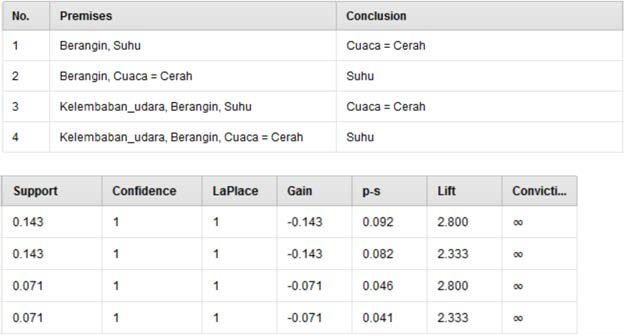 No. Premises Conclusion
1 Berangin, Suhu Cuaca = Cerah
2 Berangin, Cuaca = Cerah Suhu
3 Kelembaban_udara, Berangin, Suhu Cuaca = Cerah
4 Kelembaban_udara, Berangin, Cuaca = Cerah Suhu
Support Confidence LaPlace Gain p-s Lift Convicti...
0.143 1 1 -0.143 0.092 2.800 ∞
0.143 1 1 -0.143 0.082 2.333 ∞
0.071 1 1 -0.071 0.046 2.800 ∞
0.071 1 1 -0.071 0.041 2.333 ∞